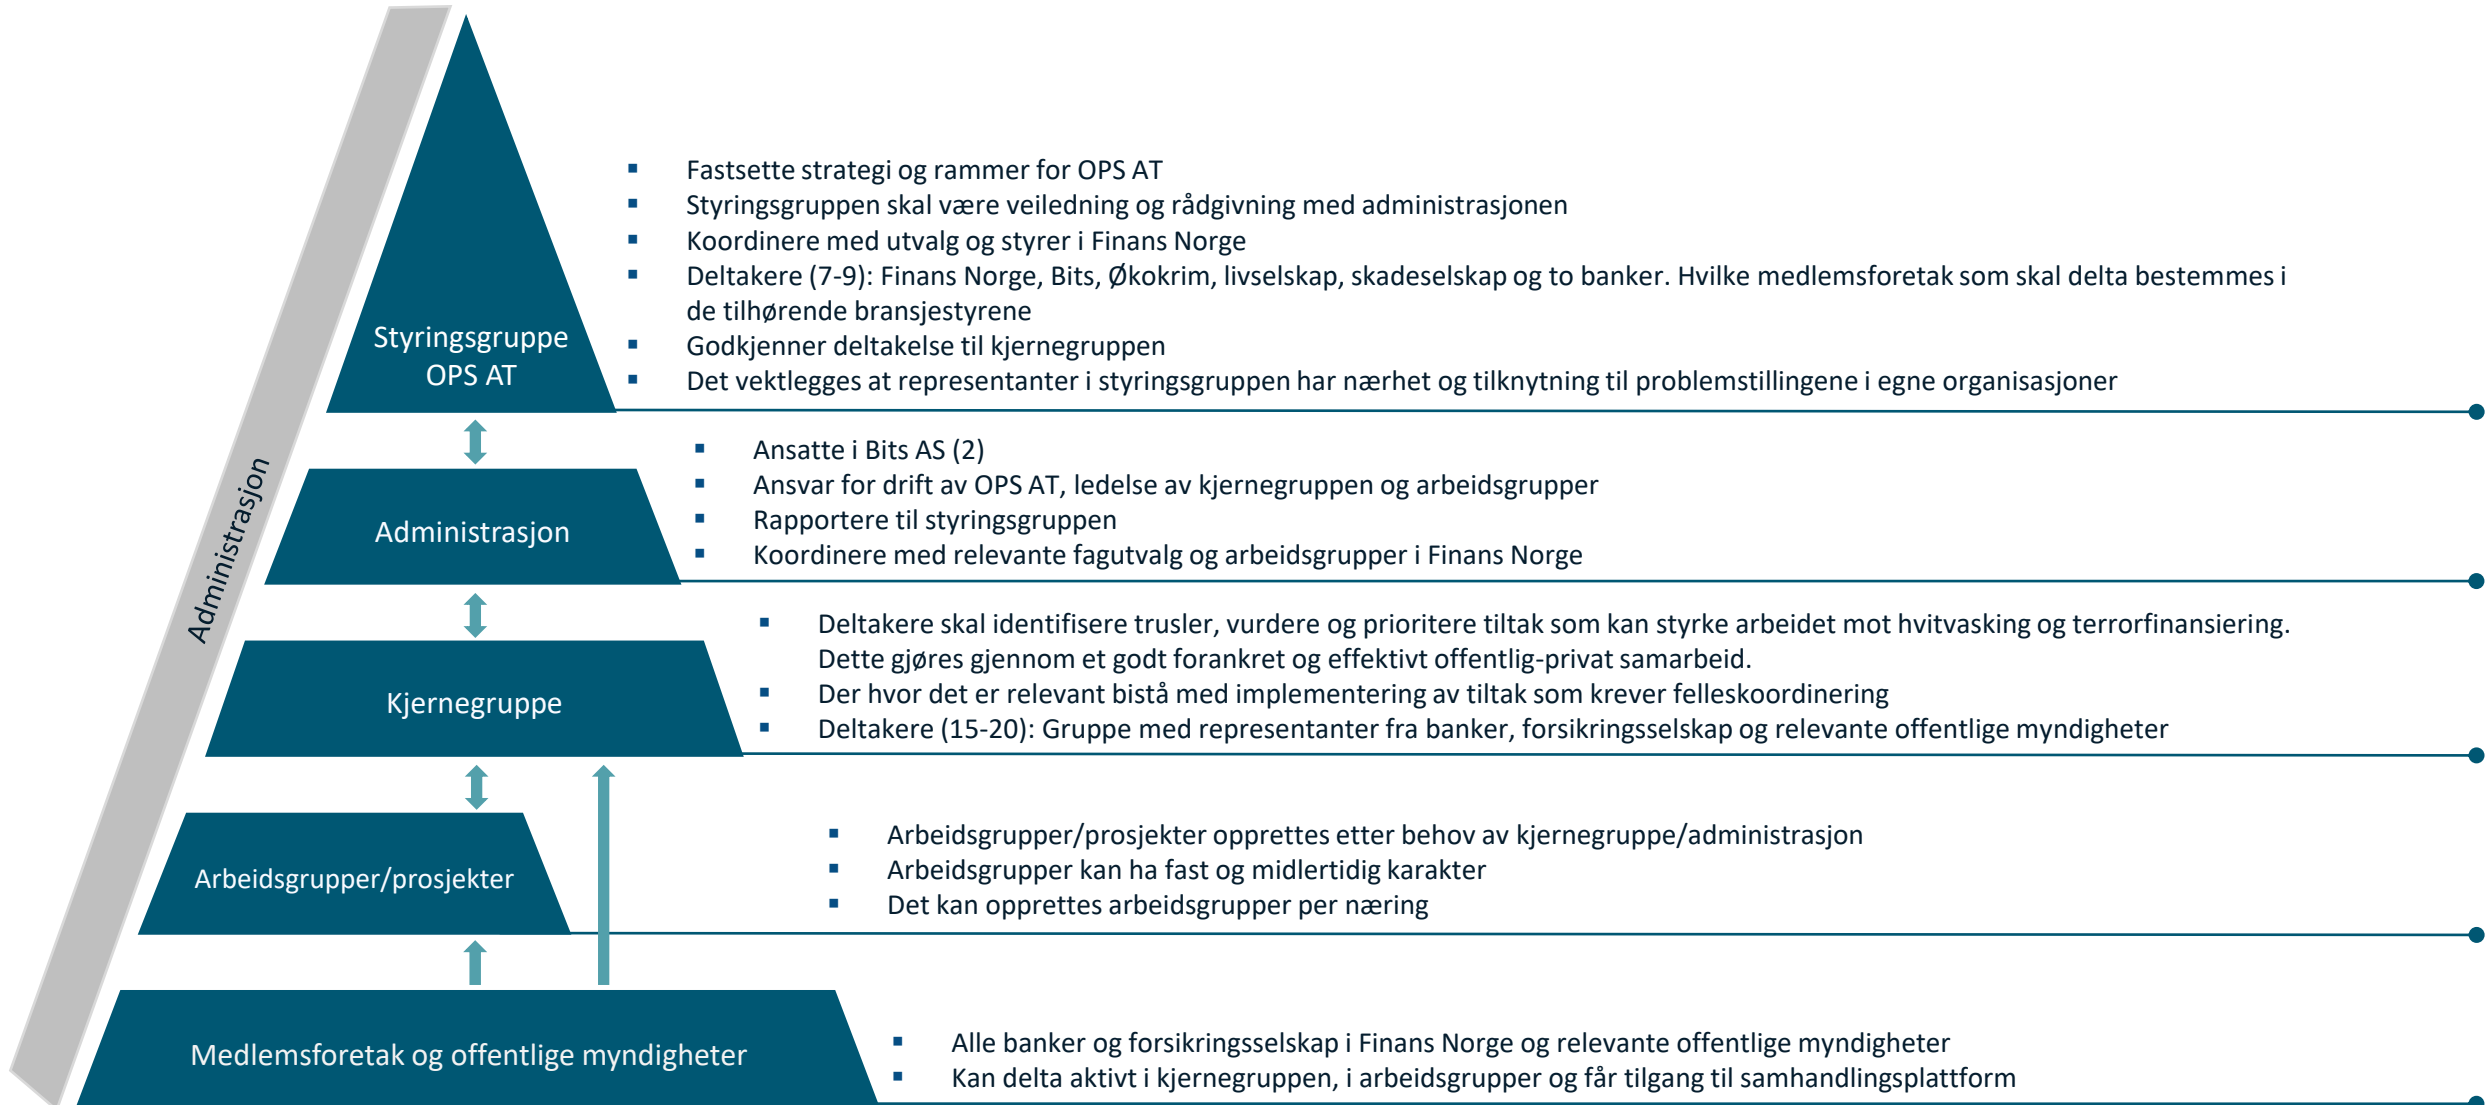 Administrasjon
Styringsgruppe
OPS AT
▪ Fastsette strategi og rammer for OPS AT
▪ Styringsgruppen skal være veiledning og rådgivning med administrasjonen
▪ Koordinere med utvalg og styrer i Finans Norge
▪ Deltakere (7-9): Finans Norge, Bits, Økokrim, livselskap, skadeselskap og to banker. Hvilke medlemsforetak som skal delta bestemmes i
de tilhørende bransjestyrene
▪ Godkjenner deltakelse til kjernegruppen
▪ Det vektlegges at representanter i styringsgruppen har nærhet og tilknytning til problemstillingene i egne organisasjoner
Administrasjon
▪ Ansatte i Bits AS (2)
▪ Ansvar for drift av OPS AT, ledelse av kjernegruppen og arbeidsgrupper
▪ Rapportere til styringsgruppen
▪ Koordinere med relevante fagutvalg og arbeidsgrupper i Finans Norge
Kjernegruppe
▪ Deltakere skal identifisere trusler, vurdere og prioritere tiltak som kan styrke arbeidet mot hvitvasking og terrorfinansiering.
Dette gjøres gjennom et godt forankret og effektivt offentlig-privat samarbeid.
▪ Der hvor det er relevant bistå med implementering av tiltak som krever felleskoordinering
▪ Deltakere (15-20): Gruppe med representanter fra banker, forsikringsselskap og relevante offentlige myndigheter
Arbeidsgrupper/prosjekter
▪ Arbeidsgrupper/prosjekter opprettes etter behov av kjernegruppe/administrasjon
▪ Arbeidsgrupper kan ha fast og midlertidig karakter
▪ Det kan opprettes arbeidsgrupper per næring
Medlemsforetak og offentlige myndigheter
▪ Alle banker og forsikringsselskap i Finans Norge og relevante offentlige myndigheter
▪ Kan delta aktivt i kjernegruppen, i arbeidsgrupper og får tilgang til samhandlingsplattform